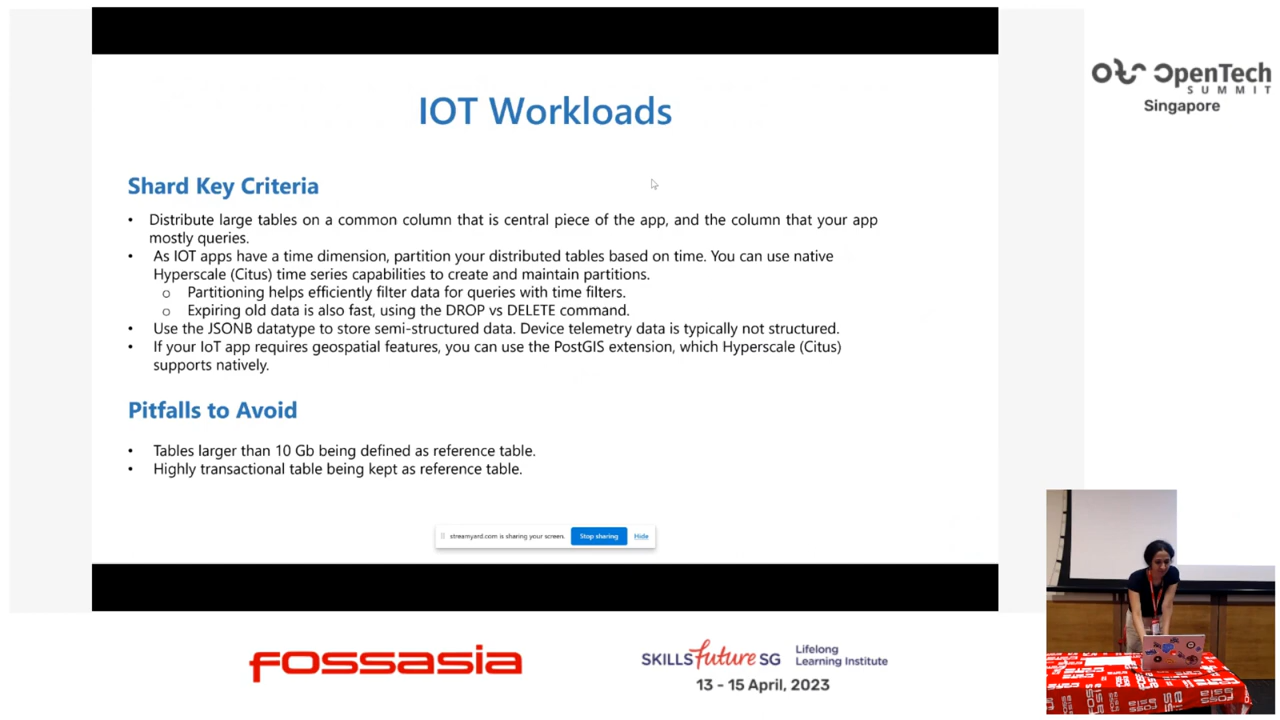 IOT Workloads
Shard Key Criteria
• Distribute large tables on a common column that is central piece of the app, and the column that your app
mostly queries.
• As IOT apps have a time dimension, partition your distributed tables based on time. You can use native
Hyperscale (Citus) time series capabilities to create and maintain partitions.
o Partitioning helps efficiently filter data for queries with time filters.
o Expiring old data is also fast, using the DROP vs DELETE command.
• Use the JSONB datatype to store semi-structured data. Device telemetry data is typically not structured.
• If your IoT app requires geospatial features, you can use the PostGIS extension, which Hyperscale (Citus)
supports natively.
Pitfalls to Avoid
• Tables larger than 10 Gb being defined as reference table.
• Highly transactional table being kept as reference table.
streamyard.com is sharing your screen. Stop sharing Hide
OpenTech
SUMMIT
Singapore
FOSSASIA
SKILLSfuture SG
Lifelong
Learning Institute
13 - 15 April, 2023